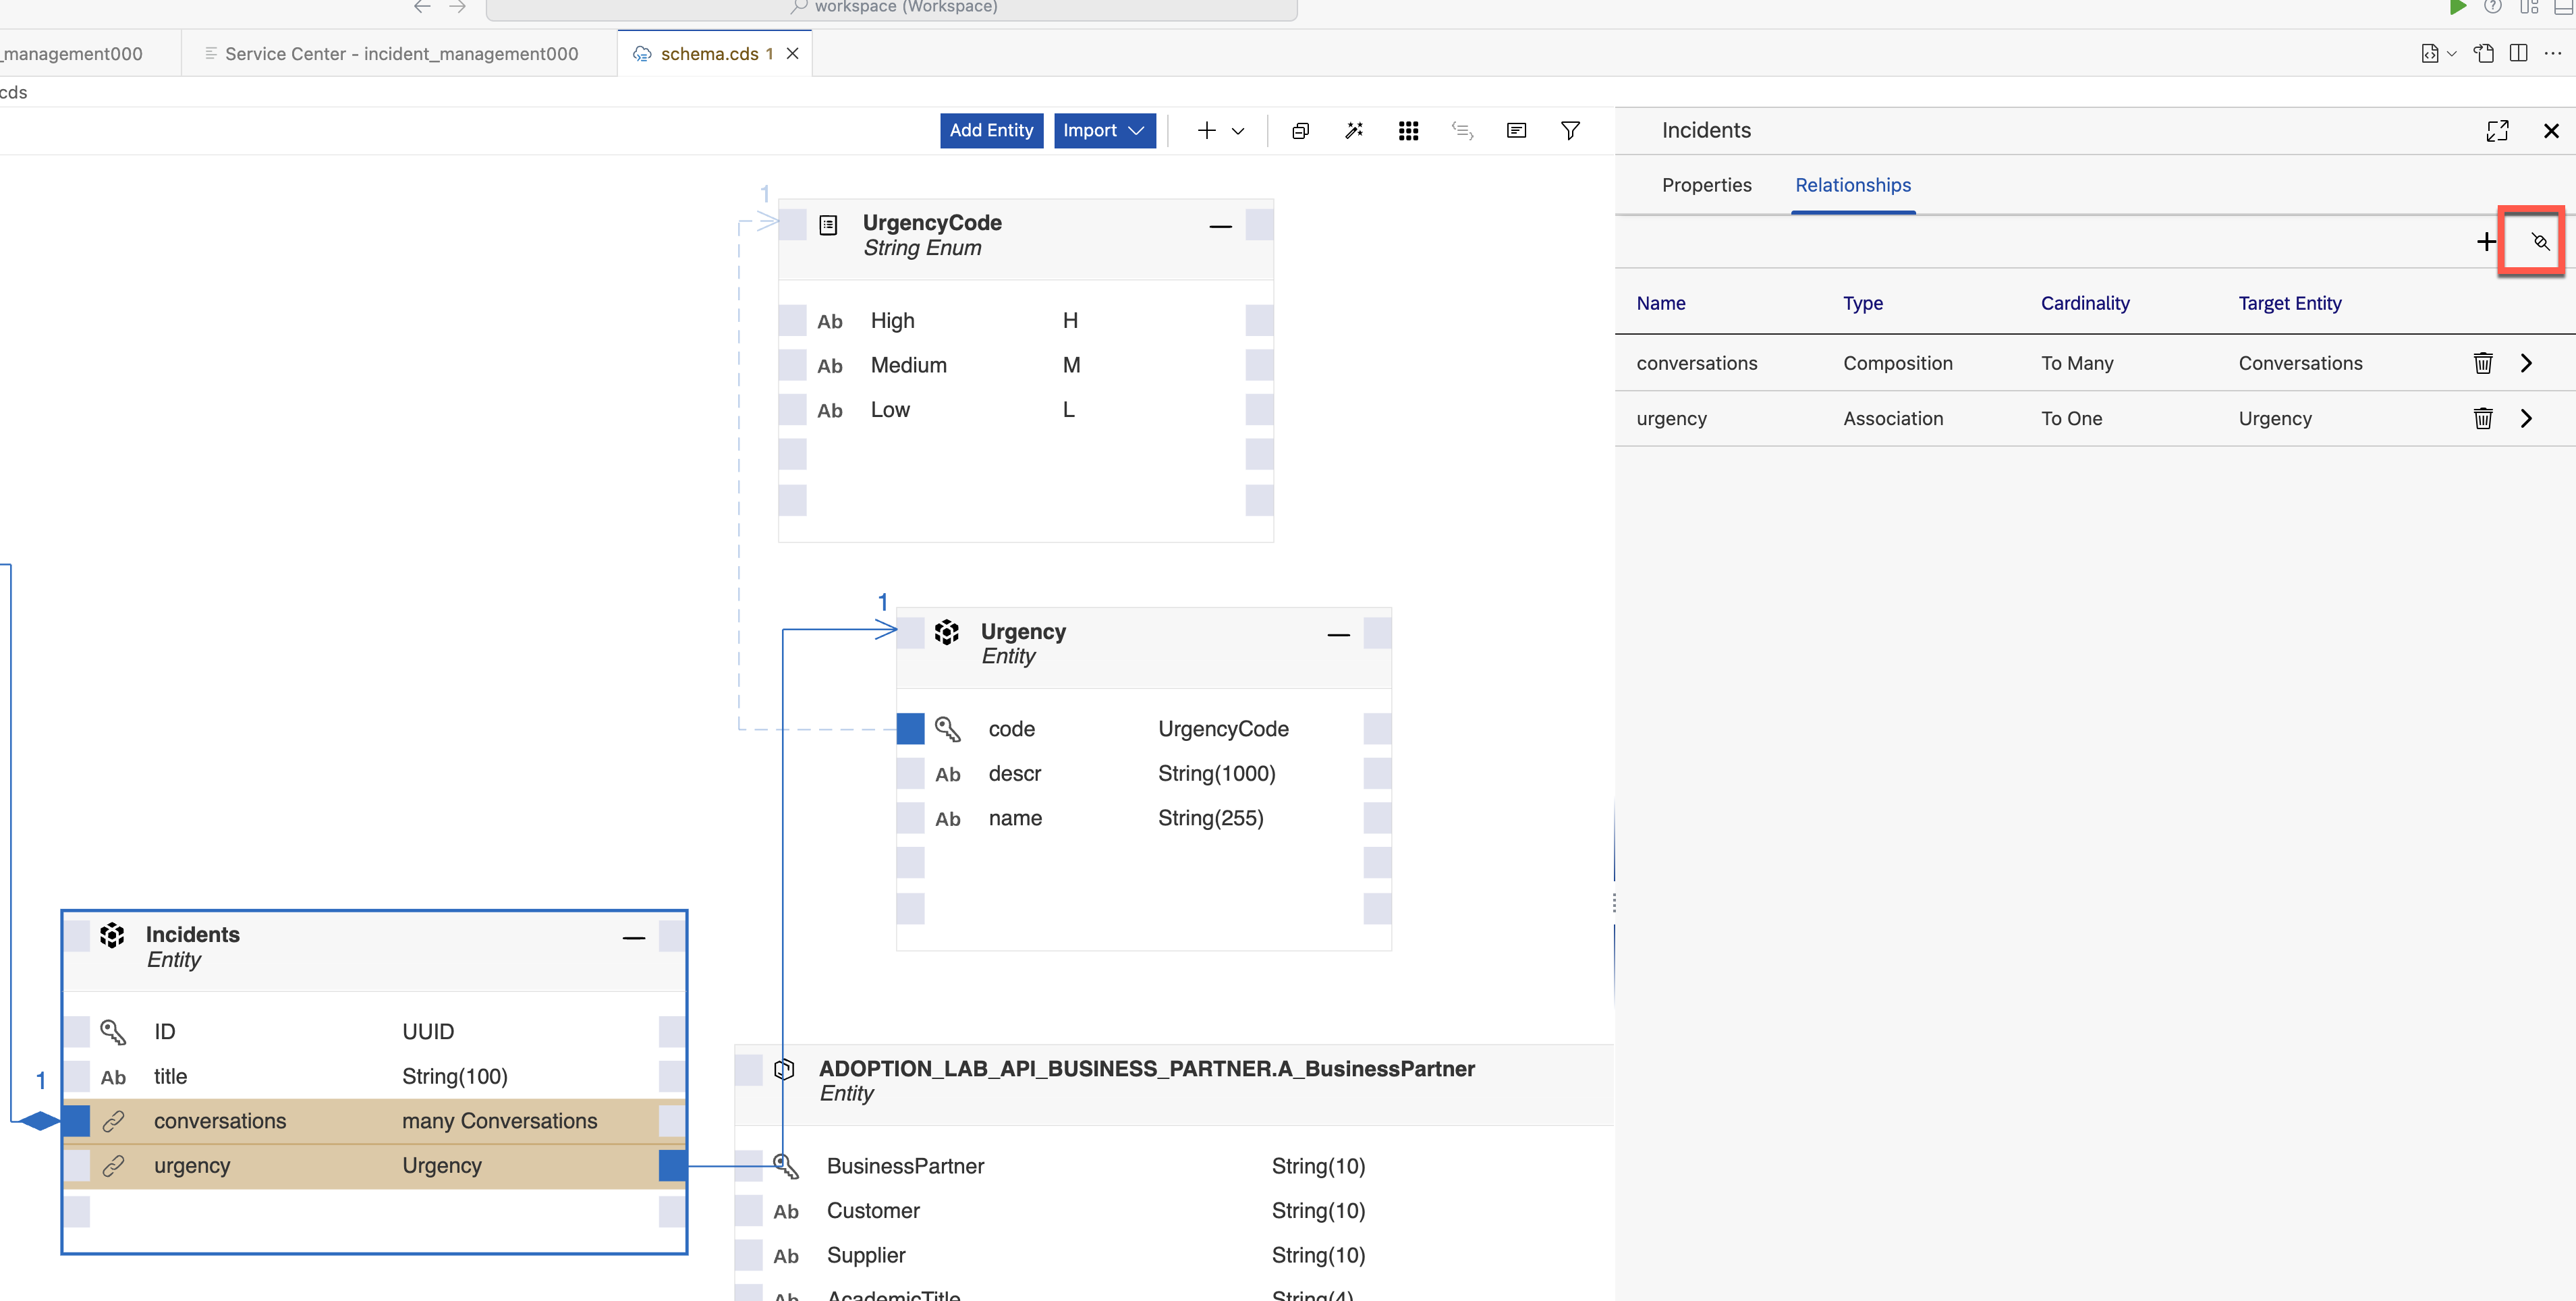 workspace (Workspace)
_management000
Service Center - incident_management000
schema.cds 1
cds
Add Entity
Import
Incidents
Properties
Relationships
Name Type Cardinality Target Entity
conversations Composition To Many Conversations
urgency Association To One Urgency
1
UrgencyCode
String Enum
Ab High H
Ab Medium M
Ab Low L
1
Urgency
Entity
code UrgencyCode
Ab descr String(1000)
Ab name String(255)
Incidents
Entity
ID UUID
1
Ab title String(100)
conversations many Conversations
urgency Urgency
ADOPTION_LAB_API_BUSINESS_PARTNER.A_BusinessPartner
Entity
BusinessPartner String(10)
Ab Customer String(10)
Ab Supplier String(10)
Ab AcademicTitle String(4)